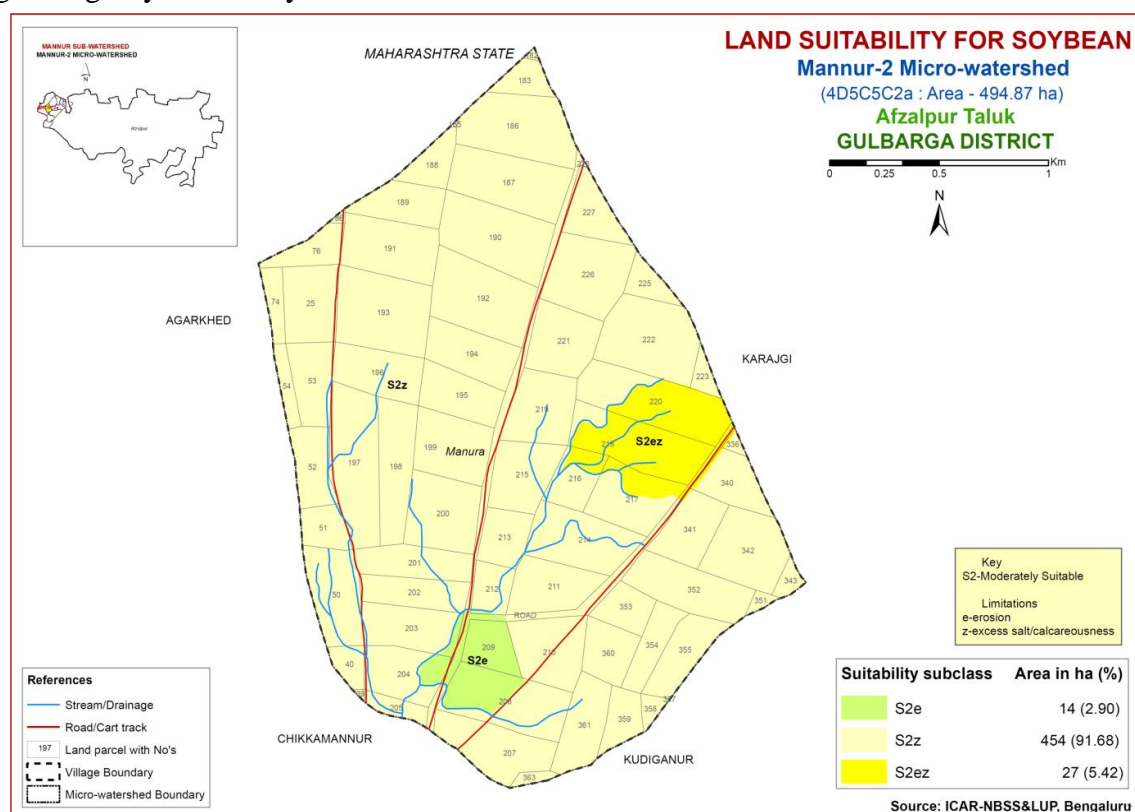 MANNUR SUB-WATERSHED
MANNUR-2 MICRO-WATERSHED
N
Afzalpur
MAHARASHTRA STATE
LAND SUITABILITY FOR SOYBEAN
Mannur-2 Micro-watershed
(4D5C5C2a : Area - 494.87 ha)
Afzalpur Taluk
GULBARGA DISTRICT
Km
0 0.25 0.5 1
N
183
186
188
187
189
227
190
76
191
226
225
74
25
192
193
221
222
194
KARAJGI
AGARKHED
53
196
S2z
223
54
195
220
219
S2ez
336
199
Manura
52
197
198
215
216
340
217
200
51
213
341
214
342
201
343
50
202
212
211
352
351
ROAD
353
203
209
354
355
S2e
360
40
204
205
361
359
358
207
363
CHIKKAMANNUR
KUDIGANUR
Key
S2-Moderately Suitable
Limitations
e-erosion
z-excess salt/calcareousness
References
Stream/Drainage
Road/Cart track
197 Land parcel with No's
Village Boundary
Micro-watershed Boundary
Suitability subclass Area in ha (%)
S2e 14 (2.90)
S2z 454 (91.68)
S2ez 27 (5.42)
Source: ICAR-NBSS&LUP, Bengaluru